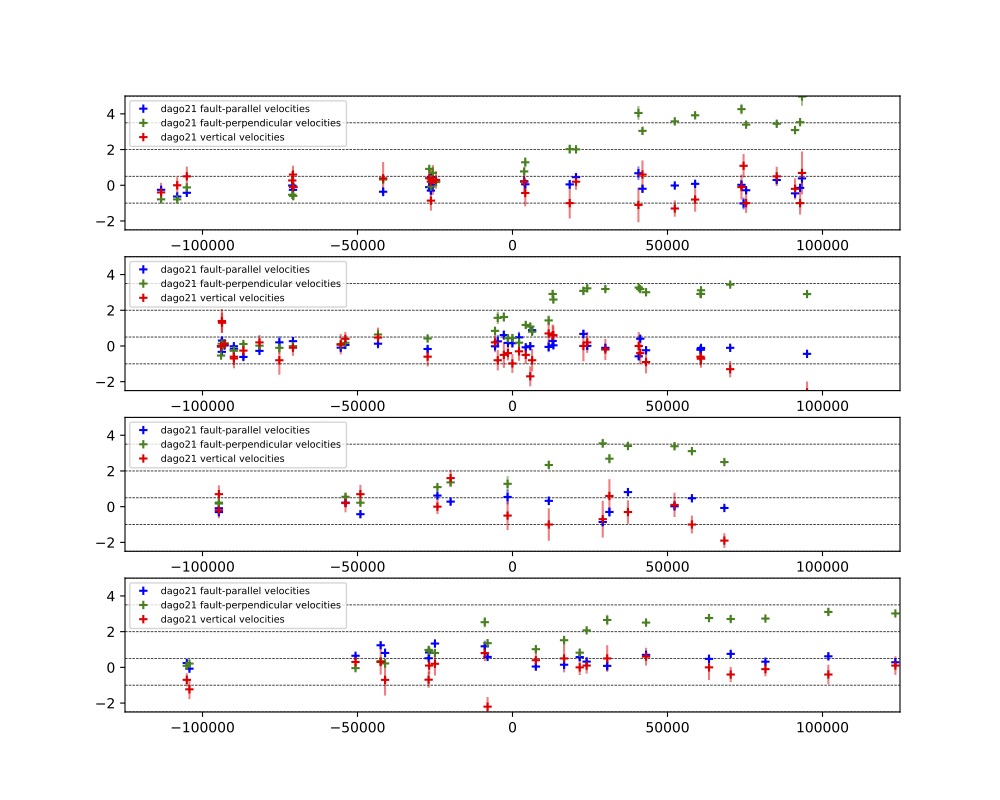 dago21 fault-parallel velocities
dago21 fault-perpendicular velocities
dago21 vertical velocities
4
2
0
−2
−100000 −50000 0 50000 100000
dago21 fault-parallel velocities
dago21 fault-perpendicular velocities
dago21 vertical velocities
4
2
0
−2
−100000 −50000 0 50000 100000
dago21 fault-parallel velocities
dago21 fault-perpendicular velocities
dago21 vertical velocities
4
2
0
−2
−100000 −50000 0 50000 100000
dago21 fault-parallel velocities
dago21 fault-perpendicular velocities
dago21 vertical velocities
4
2
0
−2
−100000 −50000 0 50000 100000